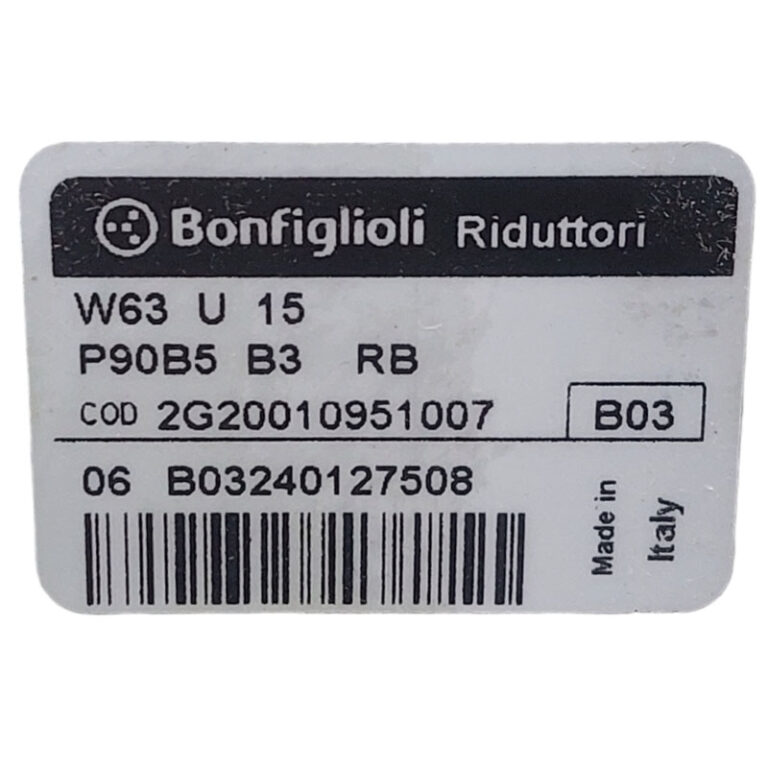 Bonfiglioli Riduttori
W63 U 15
P90B5 B3 RB
COD 2G20010951007 B03
06 B03240127508
Made in
Italy